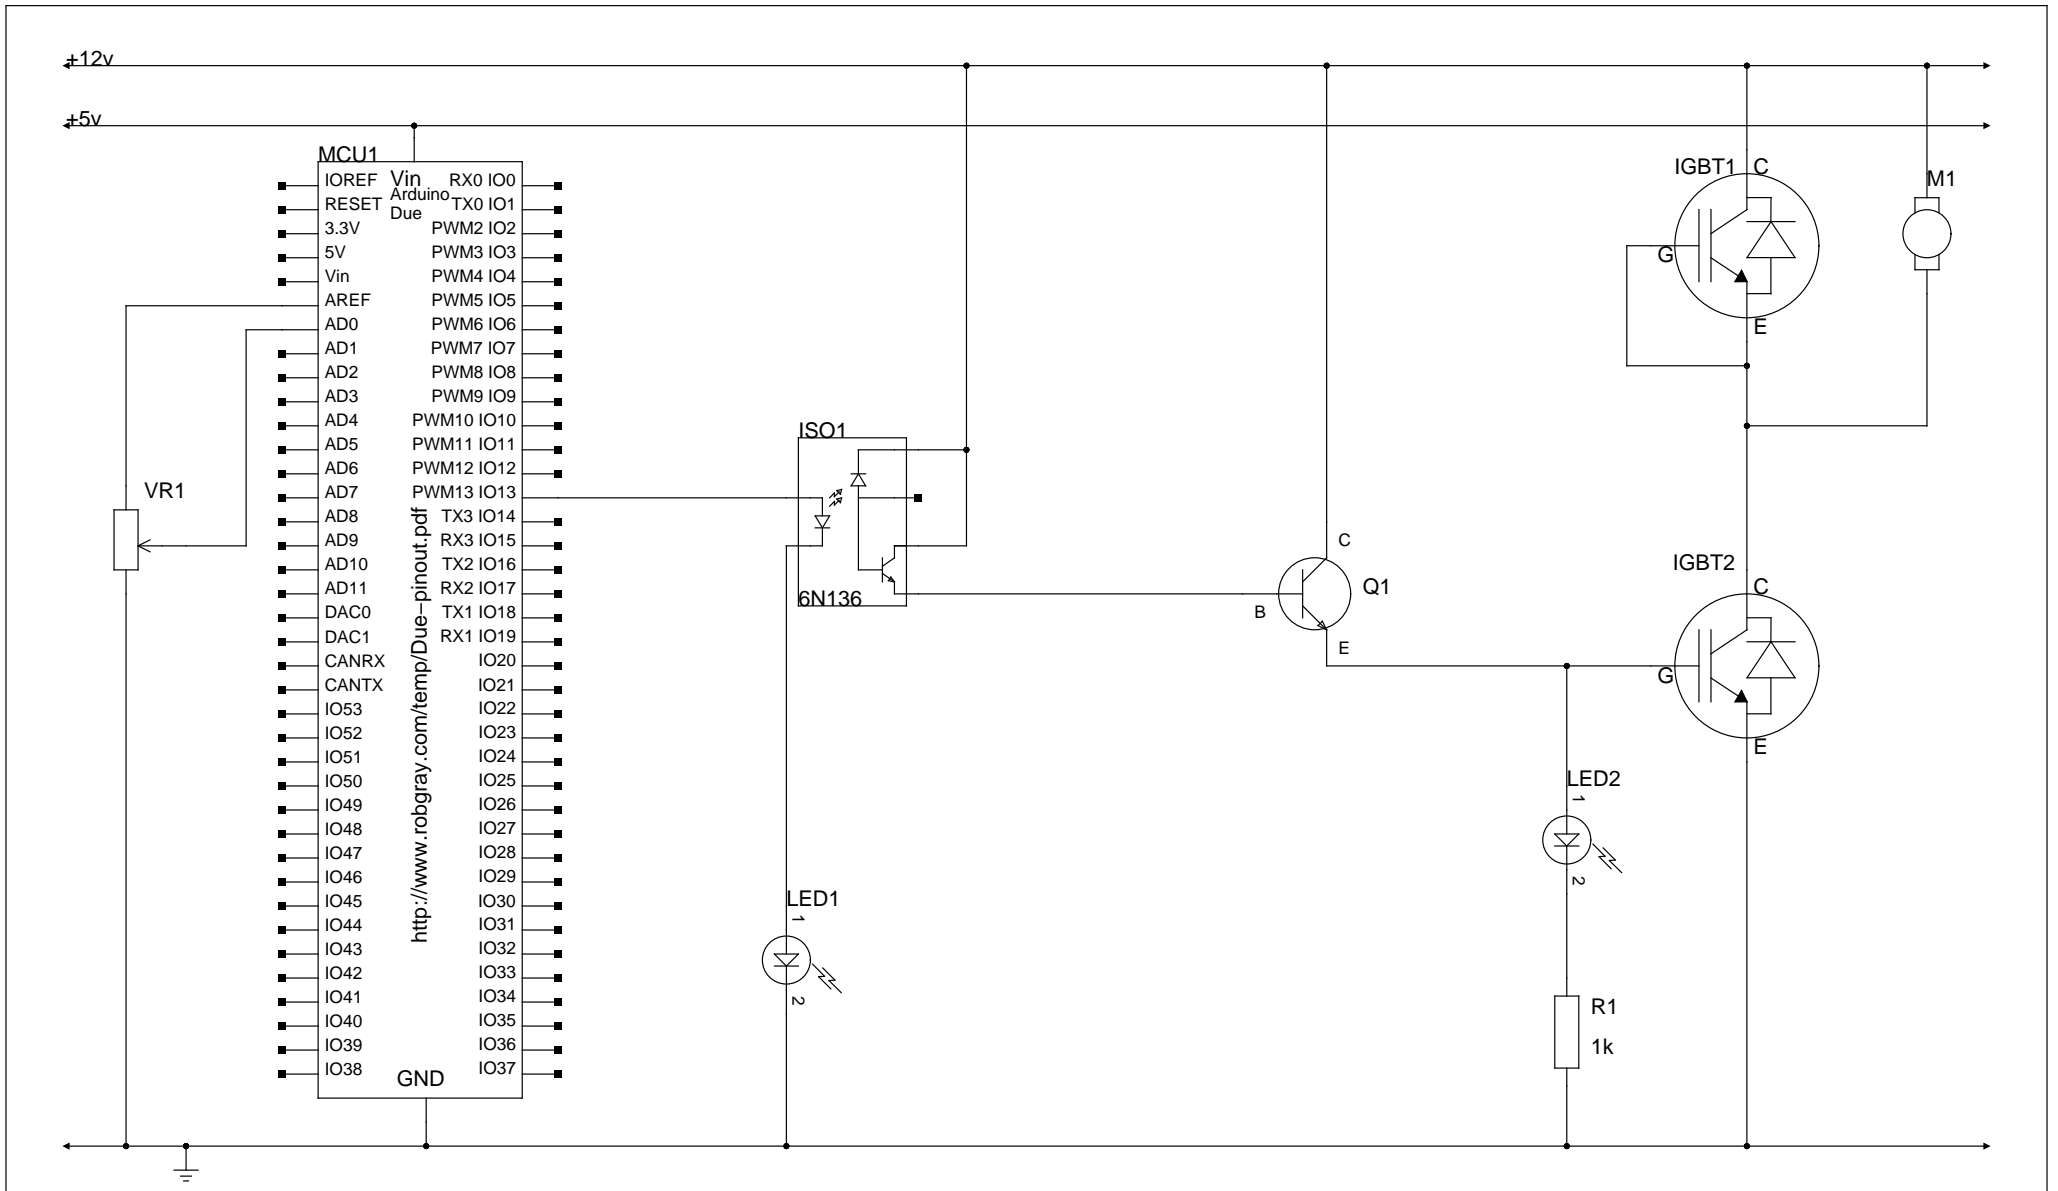 +12v
+5v
MCU1
Vin
Arduino
Due
IOREF
RESET
3.3V
5V
Vin
AREF
AD0
AD1
AD2
AD3
AD4
AD5
AD6
AD7
AD8
AD9
AD10
AD11
DAC0
DAC1
CANRX
CANTX
IO53
IO52
IO51
IO50
IO49
IO48
IO47
IO46
IO45
IO44
IO43
IO42
IO41
IO40
IO39
IO38
http://www.robgray.com/temp/Due-pinout.pdf
RX0 IO0
TX0 IO1
PWM2 IO2
PWM3 IO3
PWM4 IO4
PWM5 IO5
PWM6 IO6
PWM7 IO7
PWM8 IO8
PWM9 IO9
PWM10 IO10
PWM11 IO11
PWM12 IO12
PWM13 IO13
TX3 IO14
RX3 IO15
TX2 IO16
RX2 IO17
TX1 IO18
RX1 IO19
IO20
IO21
IO22
IO23
IO24
IO25
IO26
IO27
IO28
IO29
IO30
IO31
IO32
IO33
IO34
IO35
IO36
IO37
GND
VR1
ISO1
6N136
LED1
1
2
C
B
Q1
E
IGBT1 C
G
E
M1
IGBT2
C
G
E
LED2
1
2
R1
1k